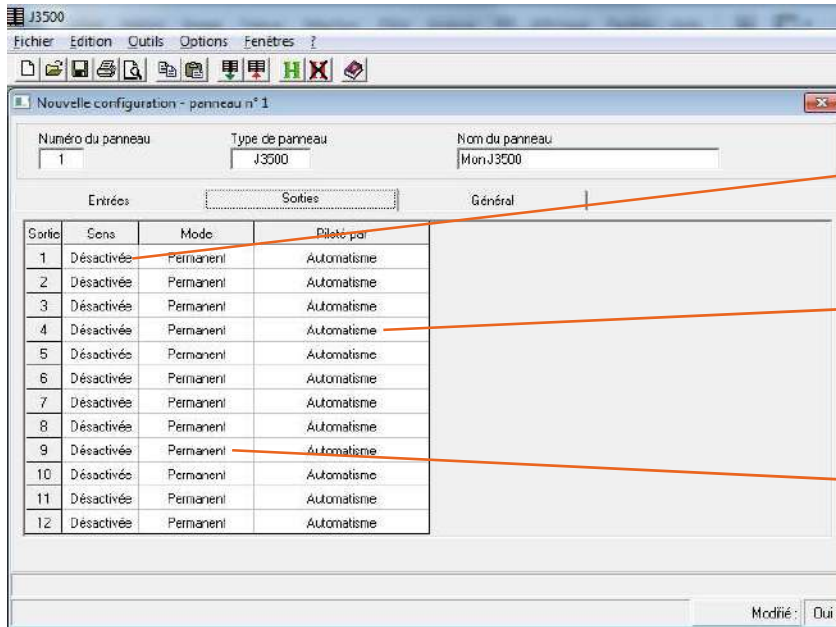 J3500
Fichier Edition Outils Options Fenêtres ?
Nouvelle configuration - panneau n° 1
Numéro du panneau Type de panneau Nom du panneau
1 J3500 Mon J3500
Entrées Sorties Général
Sortie Sens Mode Piloté par
1 Désactivée Permanent Automatisme
2 Désactivée Permanent Automatisme
3 Désactivée Permanent Automatisme
4 Désactivée Permanent Automatisme
5 Désactivée Permanent Automatisme
6 Désactivée Permanent Automatisme
7 Désactivée Permanent Automatisme
8 Désactivée Permanent Automatisme
9 Désactivée Permanent Automatisme
10 Désactivée Permanent Automatisme
11 Désactivée Permanent Automatisme
12 Désactivée Permanent Automatisme
Modifié : Oui